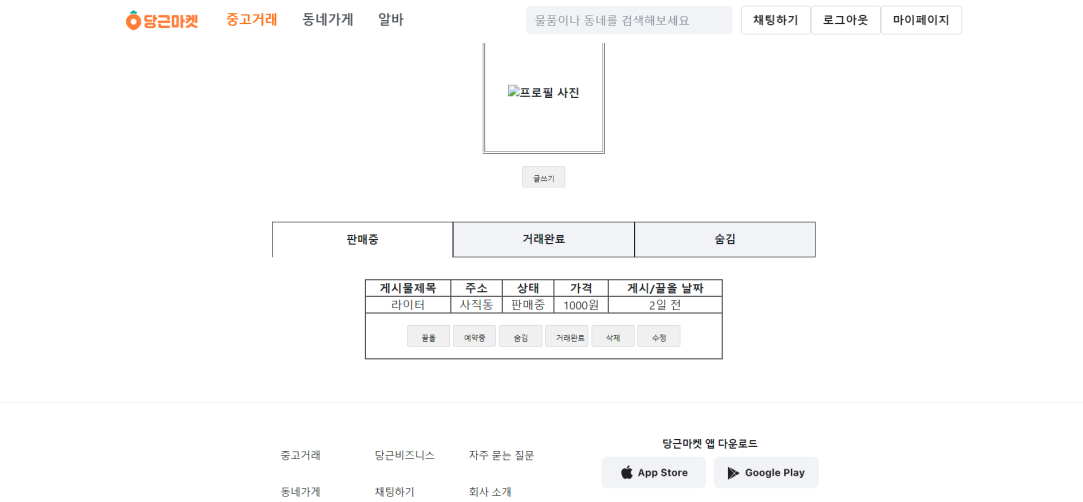 당근마켓 중고거래 동네가게 알바 물품이나 동네를 검색해보세요 채팅하기 로그아웃 마이페이지
프로필 사진
글쓰기
판매중 거래완료 숨김
게시물제목 주소 상태 가격 게시/끌올 날짜
라이터 사직동 판매중 1000원 2일 전
끌올 예약중 숨김 거래완료 삭제 수정
당근마켓 앱 다운로드
중고거래 당근비즈니스 자주 묻는 질문
App Store Google Play
동네가게 채팅하기 회사 소개